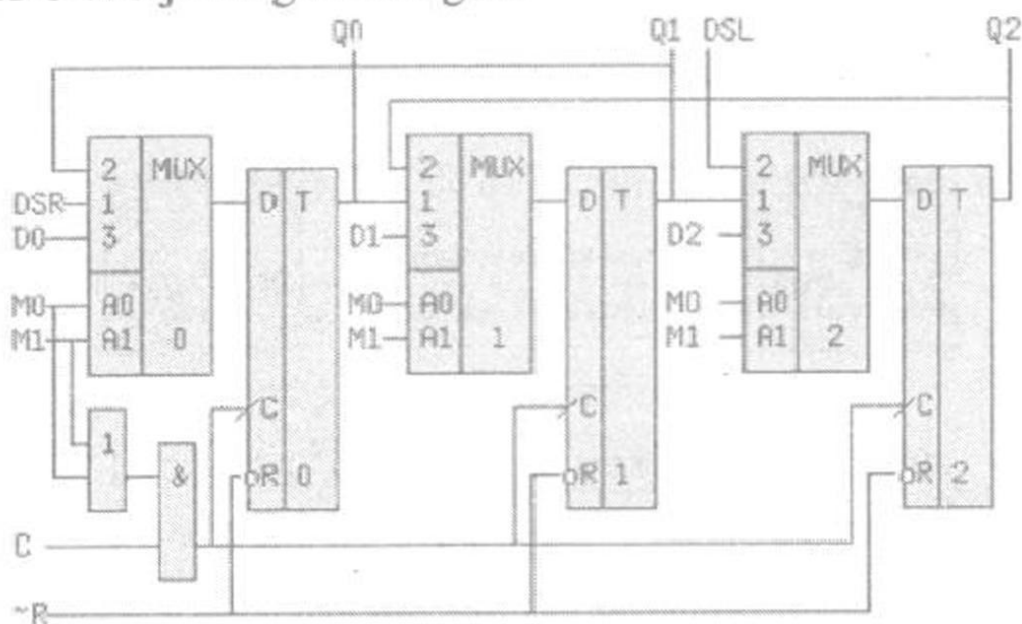 Q0 Q1 DSL Q2
2 MUX 2 MUX 2 MUX
DSR 1 D T 1 D T 1 D T
D0 3 D1 3 D2 3
M0 A0 M0 A0 M0 A0
M1 A1 0 M1 A1 1 M1 A1 2
C C C
1
& R 0 R 1 R 2
C
~R